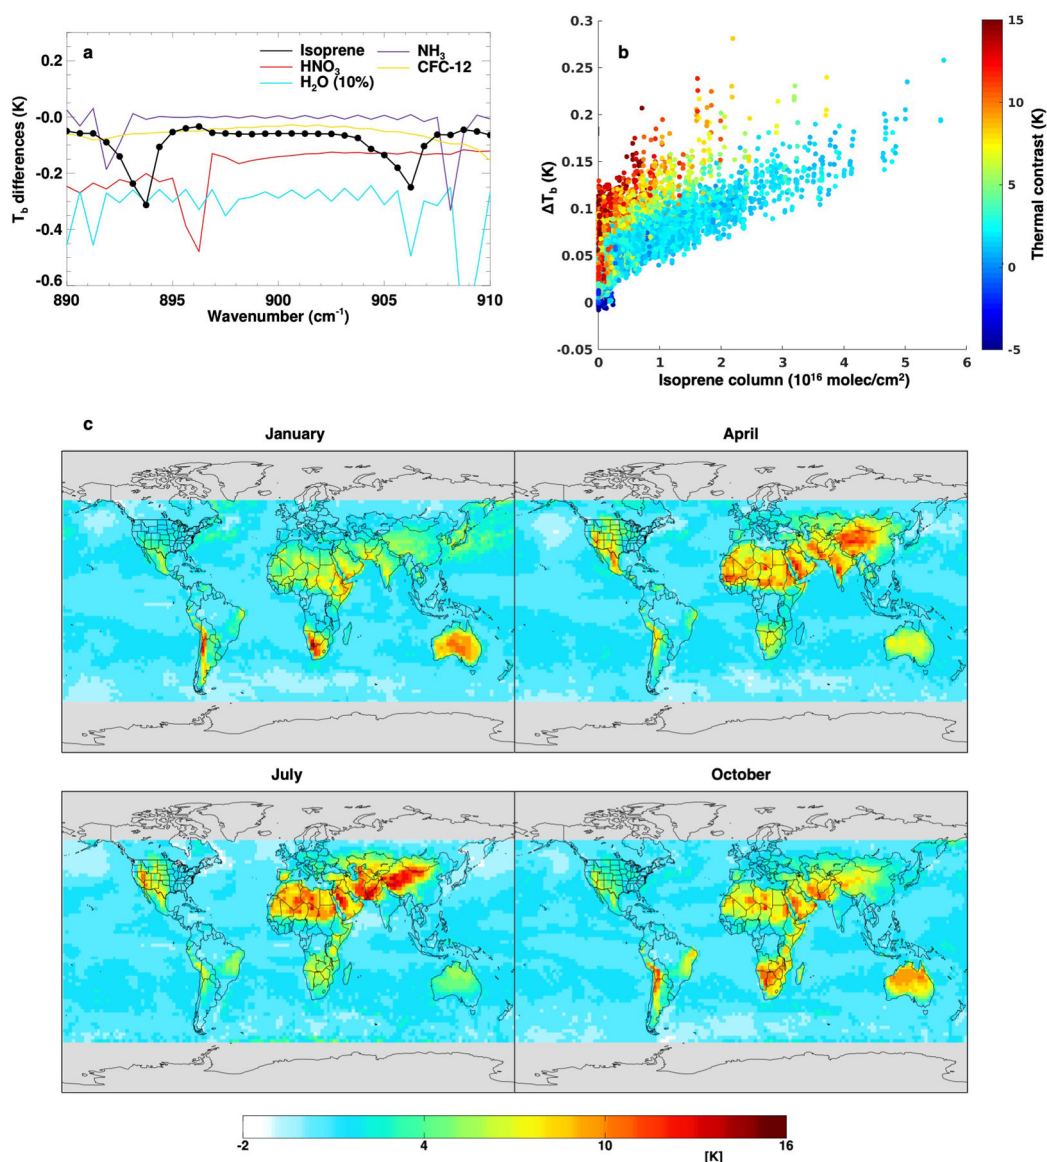 a
Isoprene
HNO₃
H₂O (10%)
NH₃
CFC-12
0.2
-0.0
-0.2
-0.4
-0.6
T_b differences (K)
890
895
900
905
910
Wavenumber (cm⁻¹)
b
0.3
0.25
0.2
0.15
0.1
0.05
0
-0.05
ΔT_b (K)
0
1
2
3
4
5
6
Isoprene column (10¹⁶ molec/cm²)
15
10
5
0
-5
Thermal contrast (K)
c
January
April
July
October
-2
4
10
16
[K]